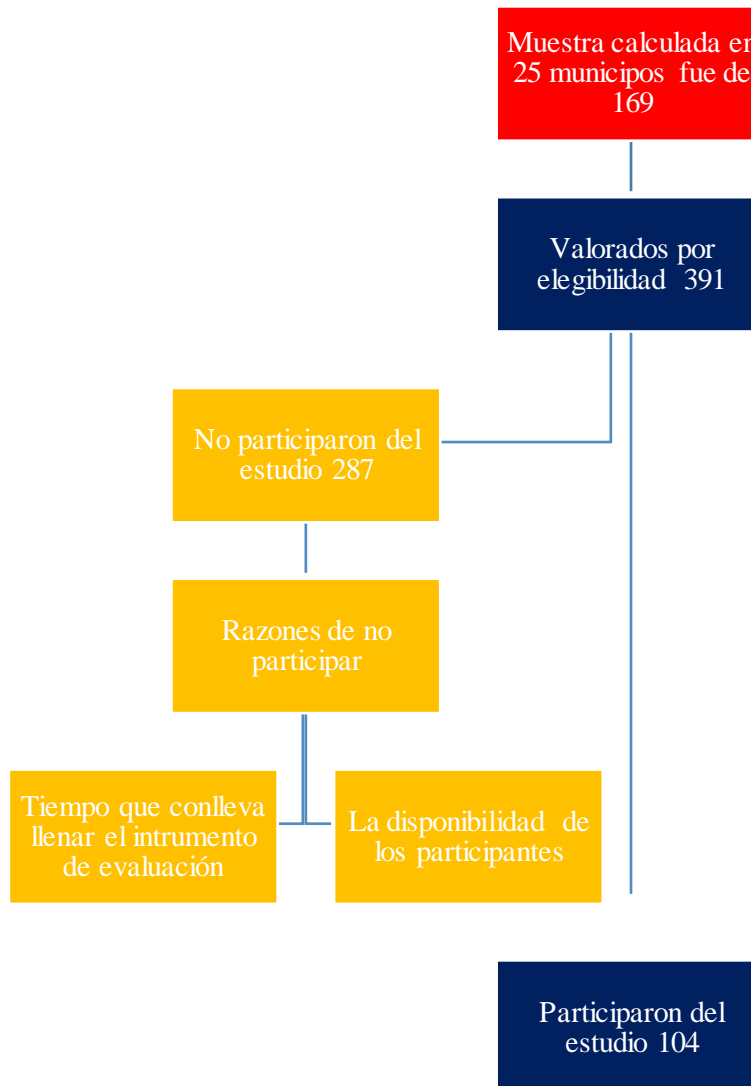 Muestra calculada en
25 municipos fue de
169
Valorados por
elegibilidad 391
No participaron del
estudio 287
Razones de no
participar
Tiempo que conlleva
llenar el intrumento
de evaluación
La disponibilidad de
los participantes
Participaron del
estudio 104